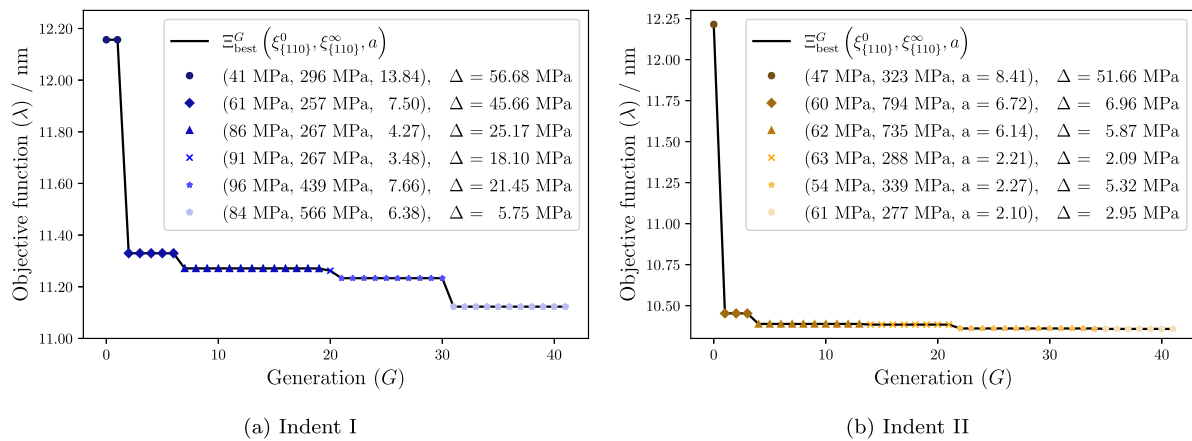 Objective function (λ) / nm
12.20
12.00
11.80
11.60
11.40
11.20
11.00
Ξ^G_best (ξ^0_{110}, ξ^∞_{110}, a)
(41 MPa, 296 MPa, 13.84), Δ = 56.68 MPa
(61 MPa, 257 MPa, 7.50), Δ = 45.66 MPa
(86 MPa, 267 MPa, 4.27), Δ = 25.17 MPa
(91 MPa, 267 MPa, 3.48), Δ = 18.10 MPa
(96 MPa, 439 MPa, 7.66), Δ = 21.45 MPa
(84 MPa, 566 MPa, 6.38), Δ = 5.75 MPa
0 10 20 30 40
Generation (G)
(a) Indent I
Objective function (λ) / nm
12.25
12.00
11.75
11.50
11.25
11.00
10.75
10.50
Ξ^G_best (ξ^0_{110}, ξ^∞_{110}, a)
(47 MPa, 323 MPa, a = 8.41), Δ = 51.66 MPa
(60 MPa, 794 MPa, a = 6.72), Δ = 6.96 MPa
(62 MPa, 735 MPa, a = 6.14), Δ = 5.87 MPa
(63 MPa, 288 MPa, a = 2.21), Δ = 2.09 MPa
(54 MPa, 339 MPa, a = 2.27), Δ = 5.32 MPa
(61 MPa, 277 MPa, a = 2.10), Δ = 2.95 MPa
0 10 20 30 40
Generation (G)
(b) Indent II